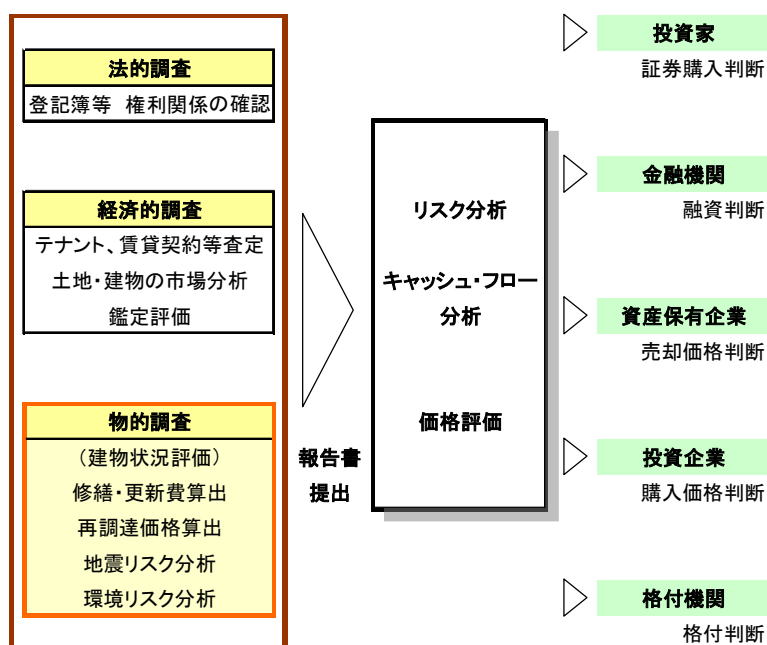 法的調査
登記簿等 権利関係の確認
経済的調査
テナント、賃貸契約等査定
土地・建物の市場分析
鑑定評価
物的調査
（建物状況評価）
修繕・更新費算出
再調達価格算出
地震リスク分析
環境リスク分析
報告書
提出
リスク分析
キャッシュ・フロー
分析
価格評価
投資家
証券購入判断
金融機関
融資判断
資産保有企業
売却価格判断
投資企業
購入価格判断
格付機関
格付判断